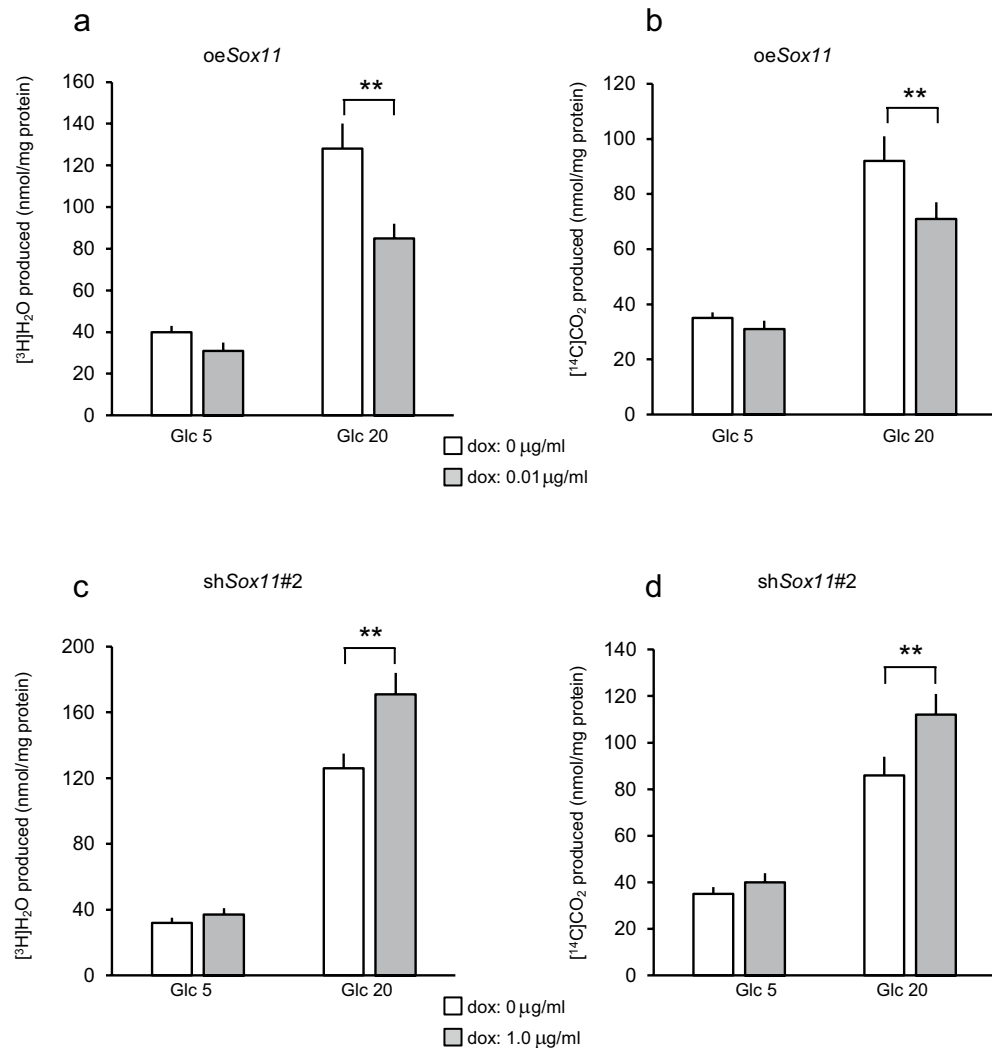 a
oeSox11
[³H]H₂O produced (nmol/mg protein)
160
140
120
100
80
60
40
20
0
**
Glc 5
Glc 20
b
oeSox11
[¹⁴C]CO₂ produced (nmol/mg protein)
120
100
80
60
40
20
0
**
Glc 5
Glc 20
dox: 0 µg/ml
dox: 0.01 µg/ml
c
shSox11#2
[³H]H₂O produced (nmol/mg protein)
200
160
120
80
40
0
**
Glc 5
Glc 20
d
shSox11#2
[¹⁴C]CO₂ produced (nmol/mg protein)
140
120
100
80
60
40
20
0
**
Glc 5
Glc 20
dox: 0 µg/ml
dox: 1.0 µg/ml